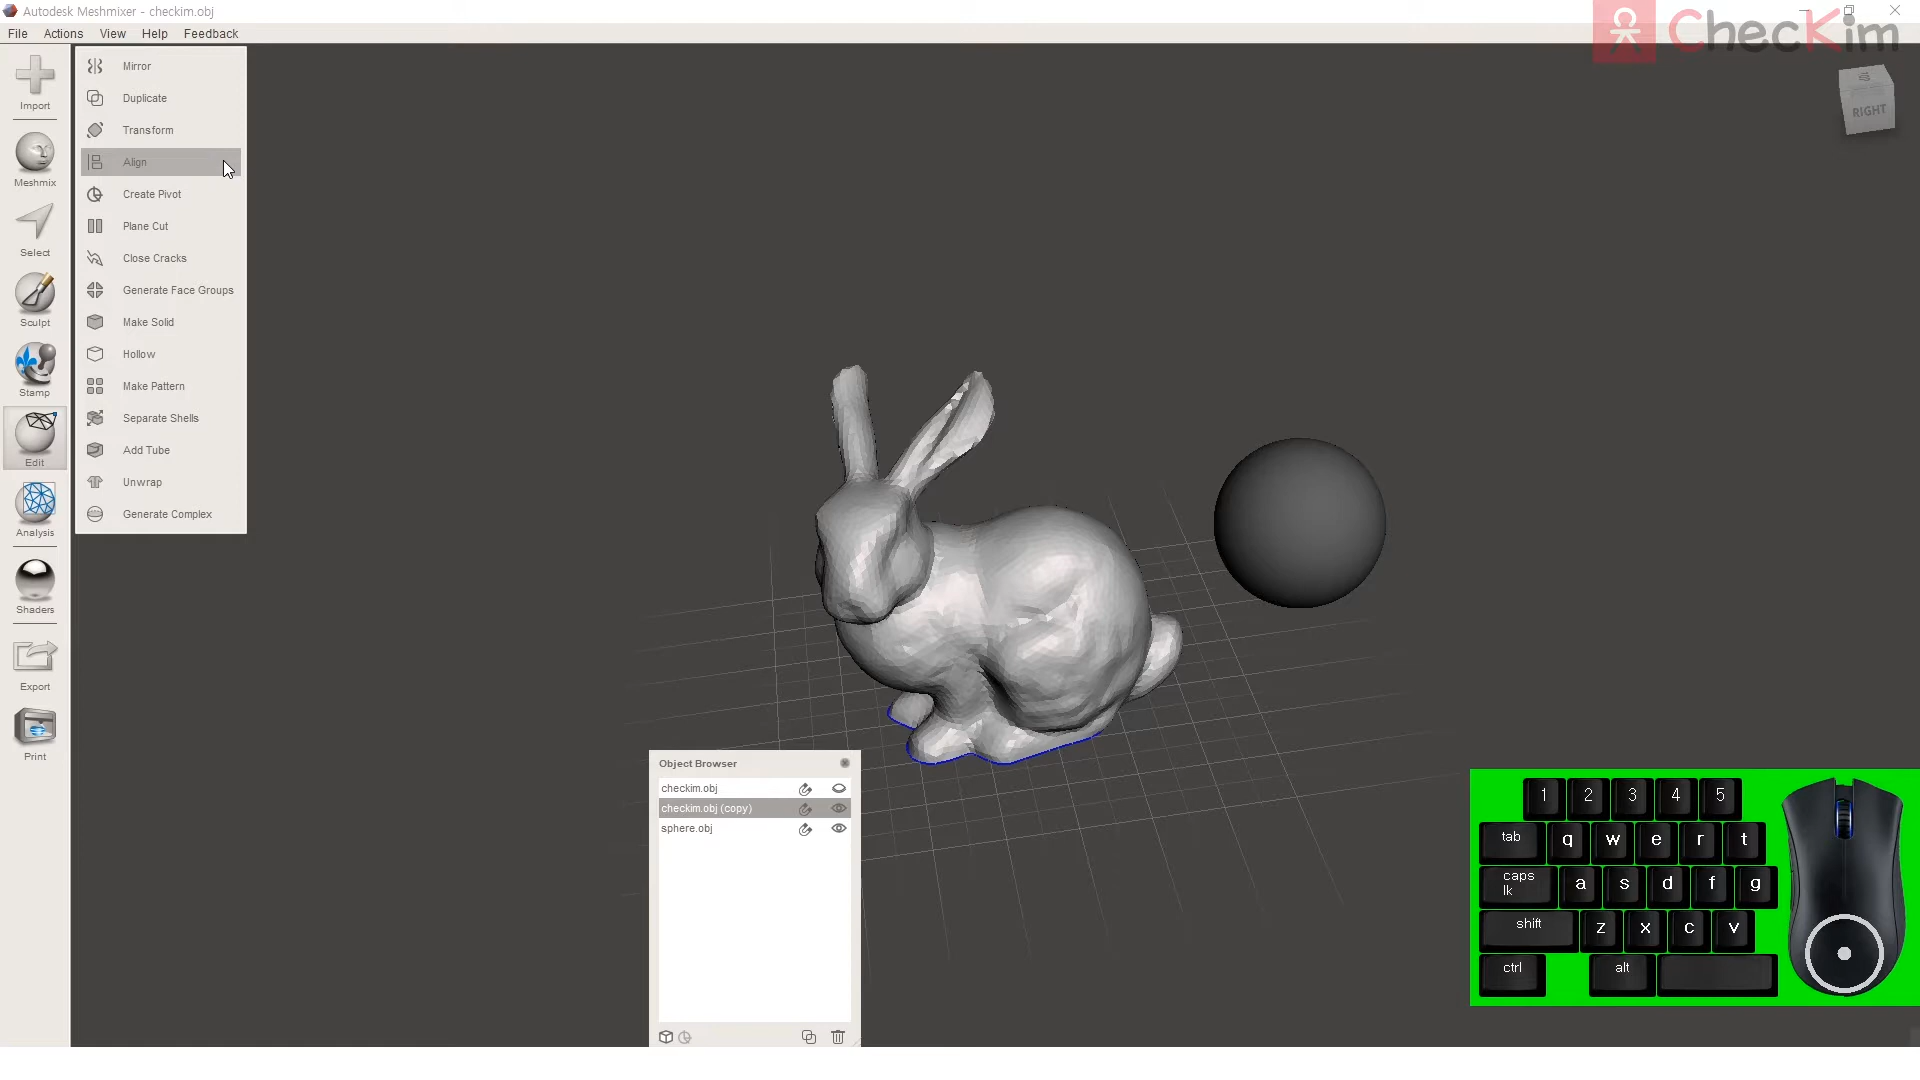 Autodesk Meshmixer - checkim.obj
ChecKim
File Actions View Help Feedback
Import
Meshmix
Select
Sculpt
Stamp
Edit
Analysis
Shaders
Export
Print
Mirror
Duplicate
Transform
Align
Create Pivot
Plane Cut
Close Cracks
Generate Face Groups
Make Solid
Hollow
Make Pattern
Separate Shells
Add Tube
Unwrap
Generate Complex
RIGHT
Object Browser
checkim.obj
checkim.obj (copy)
sphere.obj
1 2 3 4 5
tab q w e r t
caps
lk a s d f g
shift z x c v
ctrl alt